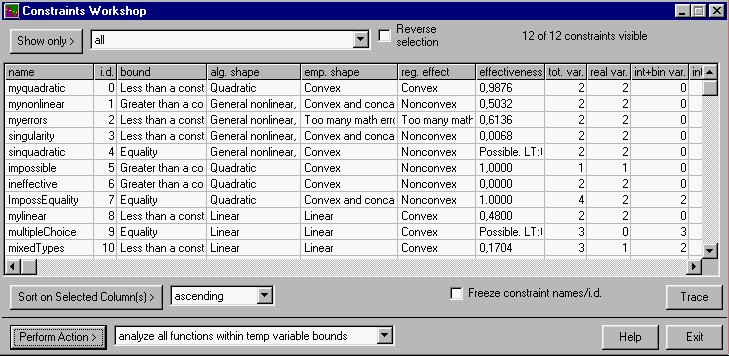 Constraints Workshop
Show only > all Reverse selection 12 of 12 constraints visible
name i.d. bound alg. shape emp. shape reg. effect effectiveness tot. var. real var. int+bin var. int
myquadratic 0 Less than a const Quadratic Convex Convex 0,9876 2 2 0
mynonlinear 1 Greater than a co General nonlinear, Convex and conca Nonconvex 0,5032 2 2 0
myerrors 2 Less than a const General nonlinear, Too many math erro Too many math 0,6136 2 2 0
singularity 3 Less than a const General nonlinear, Convex Nonconvex 0,0068 2 2 0
sinquadratic 4 Equality General nonlinear, Convex Nonconvex Possible. LT:0 2 2 0
impossible 5 Greater than a co Quadratic Convex Nonconvex 1,0000 1 1 0
ineffective 6 Greater than a co Quadratic Convex Nonconvex 0,0000 2 2 0
ImpossEquality 7 Equality Quadratic Convex and conca Nonconvex 1.0000 4 2 2
mylinear 8 Less than a const Linear Linear Convex 0,4800 2 2 0
multipleChoice 9 Equality Linear Linear Convex Possible. LT:0 3 0 3
mixedTypes 10 Less than a const Linear Linear Convex 0,1704 3 1 2
Sort on Selected Column(s) > ascending Freeze constraint names/i.d. Trace
Perform Action > analyze all functions within temp variable bounds Help Exit